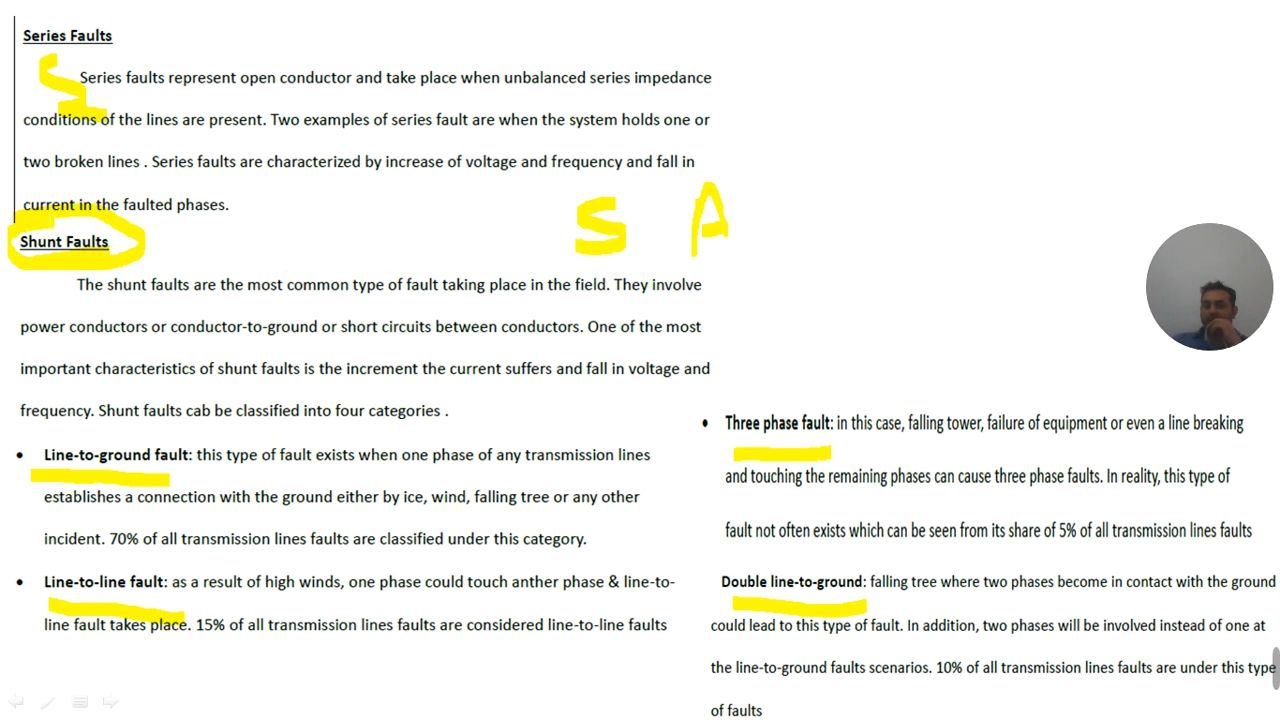 Series Faults
Series faults represent open conductor and take place when unbalanced series impedance
conditions of the lines are present. Two examples of series fault are when the system holds one or
two broken lines . Series faults are characterized by increase of voltage and frequency and fall in
current in the faulted phases.
S
S A
Shunt Faults
The shunt faults are the most common type of fault taking place in the field. They involve
power conductors or conductor-to-ground or short circuits between conductors. One of the most
important characteristics of shunt faults is the increment the current suffers and fall in voltage and
frequency. Shunt faults cab be classified into four categories .
• Line-to-ground fault: this type of fault exists when one phase of any transmission lines
establishes a connection with the ground either by ice, wind, falling tree or any other
incident. 70% of all transmission lines faults are classified under this category.
• Line-to-line fault: as a result of high winds, one phase could touch anther phase & line-to-
line fault takes place. 15% of all transmission lines faults are considered line-to-line faults
• Three phase fault: in this case, falling tower, failure of equipment or even a line breaking
and touching the remaining phases can cause three phase faults. In reality, this type of
fault not often exists which can be seen from its share of 5% of all transmission lines faults
Double line-to-ground: falling tree where two phases become in contact with the ground
could lead to this type of fault. In addition, two phases will be involved instead of one at
the line-to-ground faults scenarios. 10% of all transmission lines faults are under this type
of faults